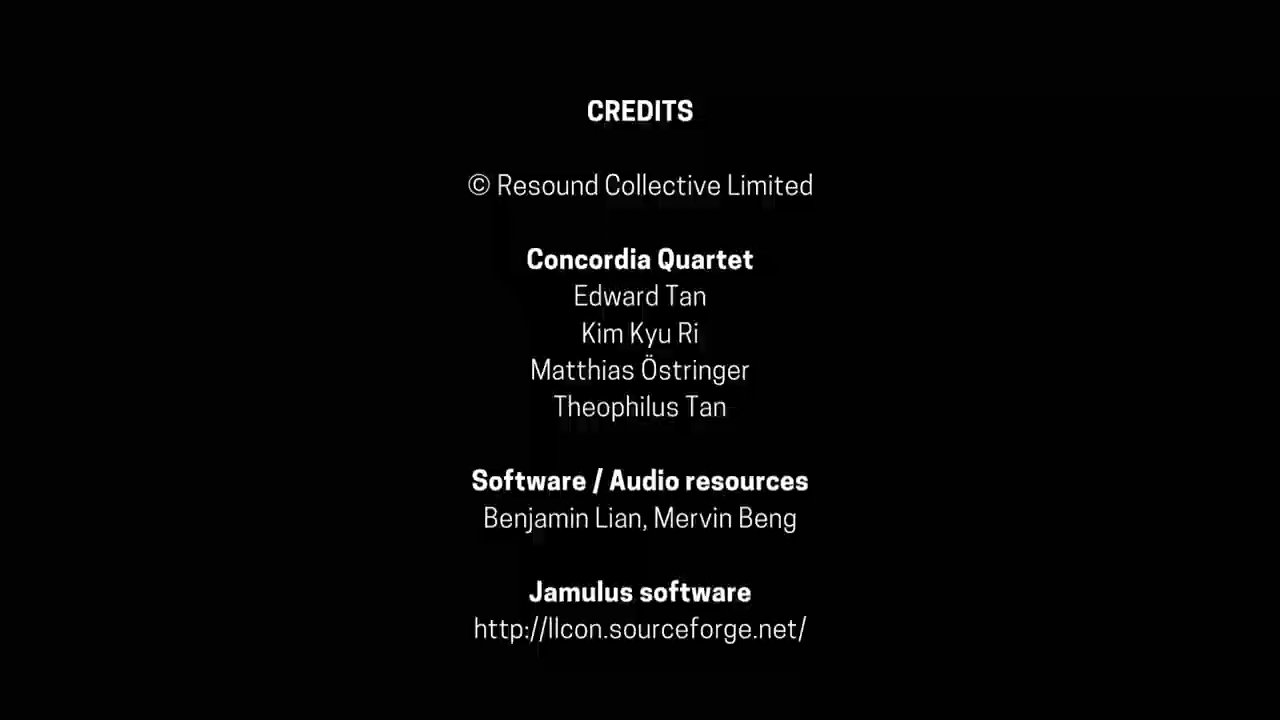 CREDITS
© Resound Collective Limited
Concordia Quartet
Edward Tan
Kim Kyu Ri
Matthias Östringer
Theophilus Tan
Software / Audio resources
Benjamin Lian, Mervin Beng
Jamulus software
http://llcon.sourceforge.net/